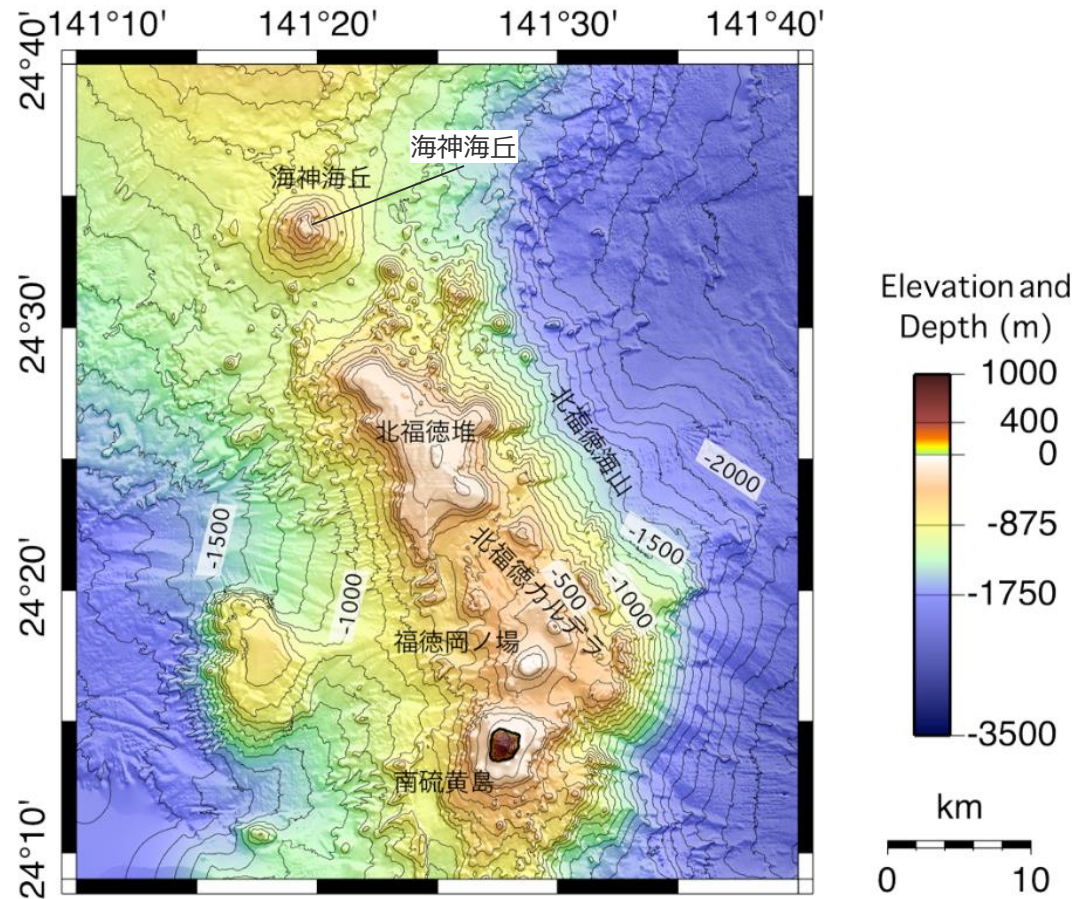 141°10' 141°20' 141°30' 141°40'
24°40'
24°30'
24°20'
24°10'
海神海丘
海神海丘
北福徳堆
北福徳海山
-2000
-1500
-1500
北福徳カルデラ
-500
-1000
-1000
福徳岡ノ場
南硫黄島
Elevation and
Depth (m)
1000
400
0
-875
-1750
-3500
km
0 10